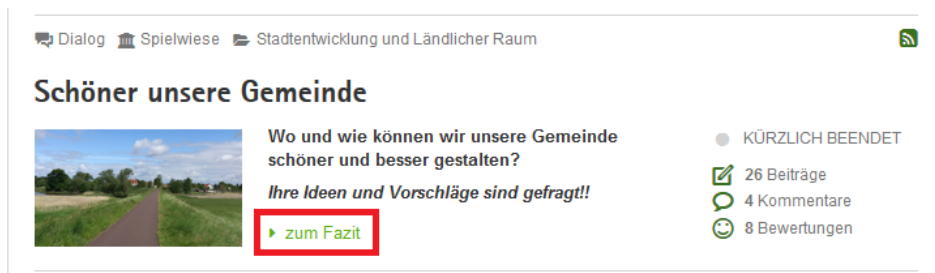 Dialog Spielwiese Stadtentwicklung und Ländlicher Raum
Schöner unsere Gemeinde
Wo und wie können wir unsere Gemeinde
schöner und besser gestalten?
Ihre Ideen und Vorschläge sind gefragt!!
zum Fazit
KÜRZLICH BEENDET
26 Beiträge
4 Kommentare
8 Bewertungen